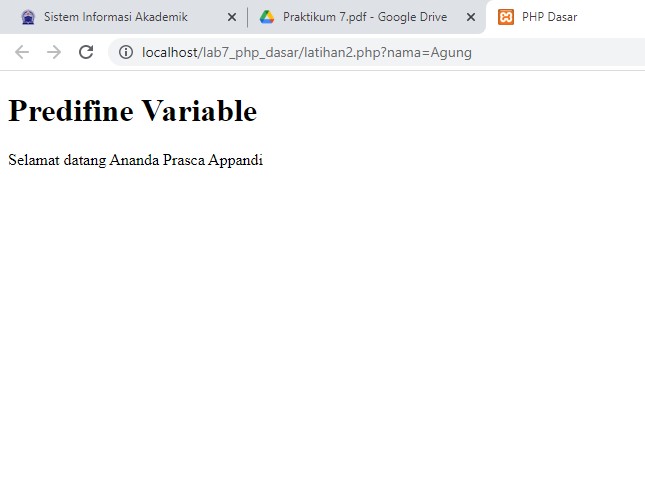 Sistem Informasi Akademik
Praktikum 7.pdf - Google Drive
PHP Dasar
localhost/lab7_php_dasar/latihan2.php?nama=Agung
Predifine Variable
Selamat datang Ananda Prasca Appandi